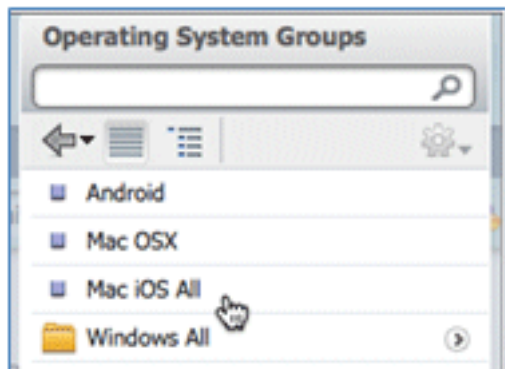 Operating System Groups
Android
Mac OSX
Mac iOS All
Windows All